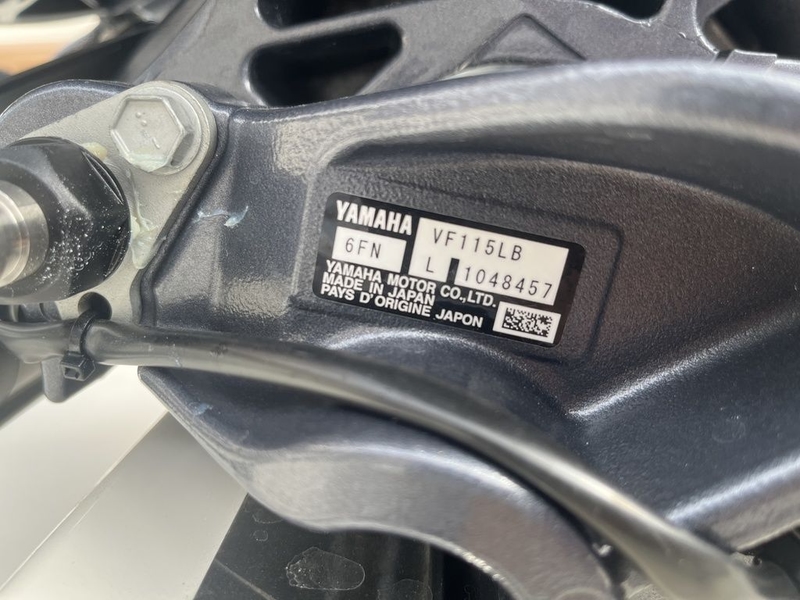 YAMAHA
VF115LB
6FN
L 1048457
YAMAHA MOTOR CO.,LTD.
MADE IN JAPAN
PAYS D'ORIGINE JAPON